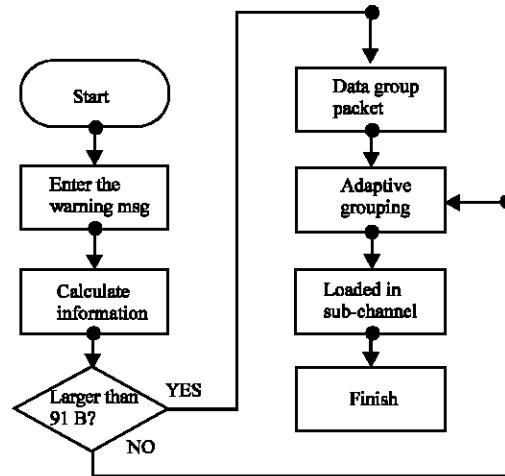 Start
Enter the
warning msg
Calculate
information
Larger than
91 B?
YES
NO
Data group
packet
Adaptive
grouping
Loaded in
sub-channel
Finish